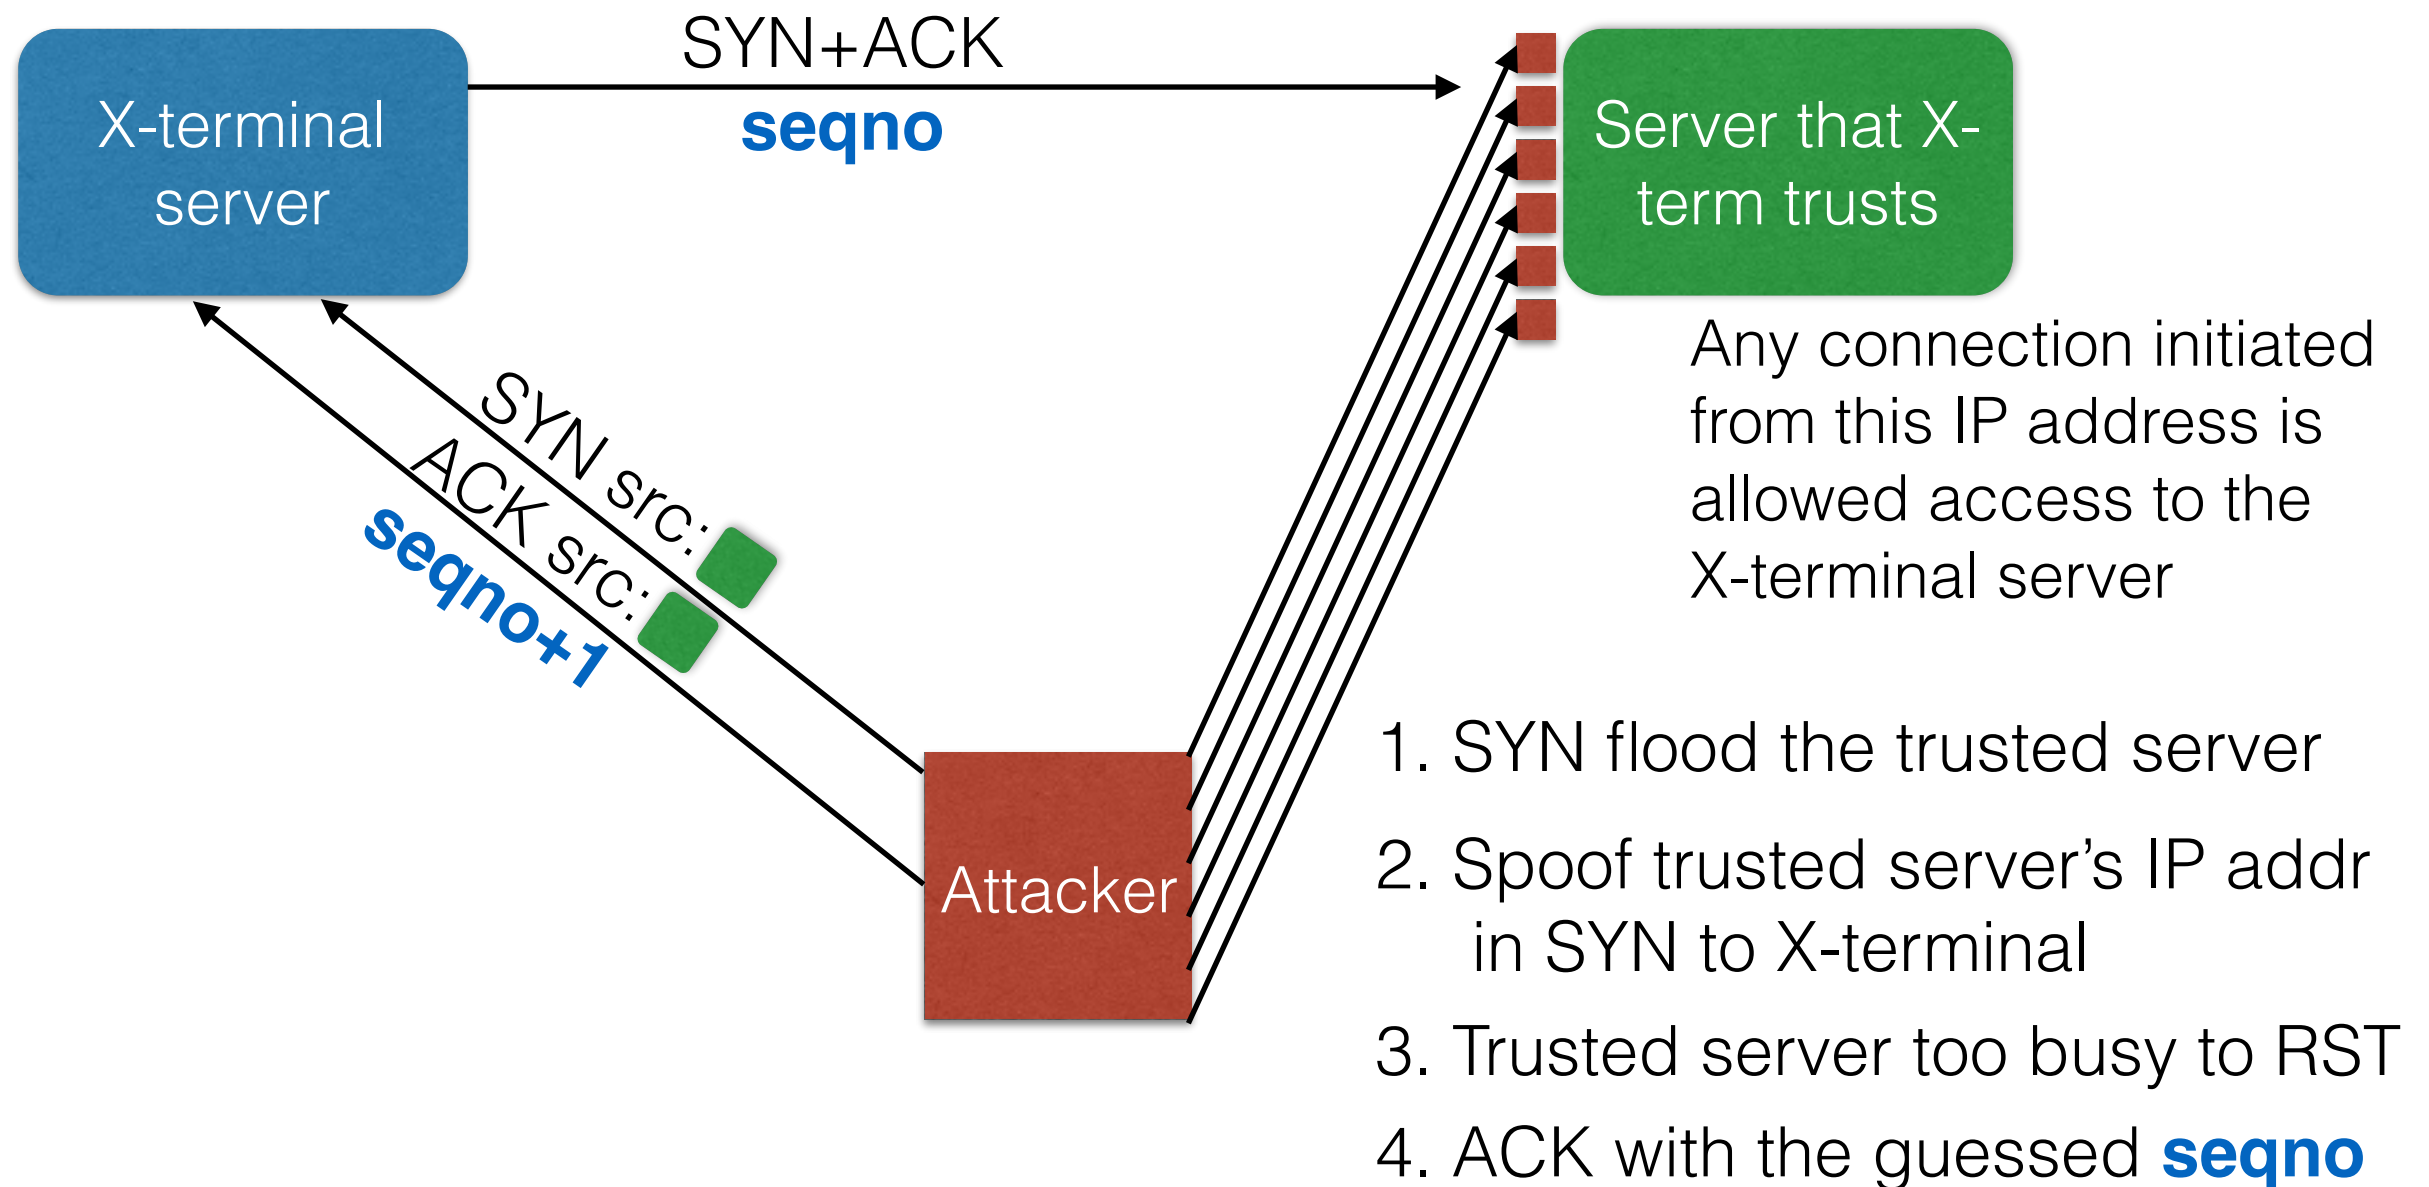 SYN+ACK
seqno
X-terminal
server
Server that X-
term trusts
Any connection initiated
from this IP address is
allowed access to the
X-terminal server
SYN src:
ACK src:
seqno+1
Attacker
1. SYN flood the trusted server
2. Spoof trusted server’s IP addr
in SYN to X-terminal
3. Trusted server too busy to RST
4. ACK with the guessed seqno